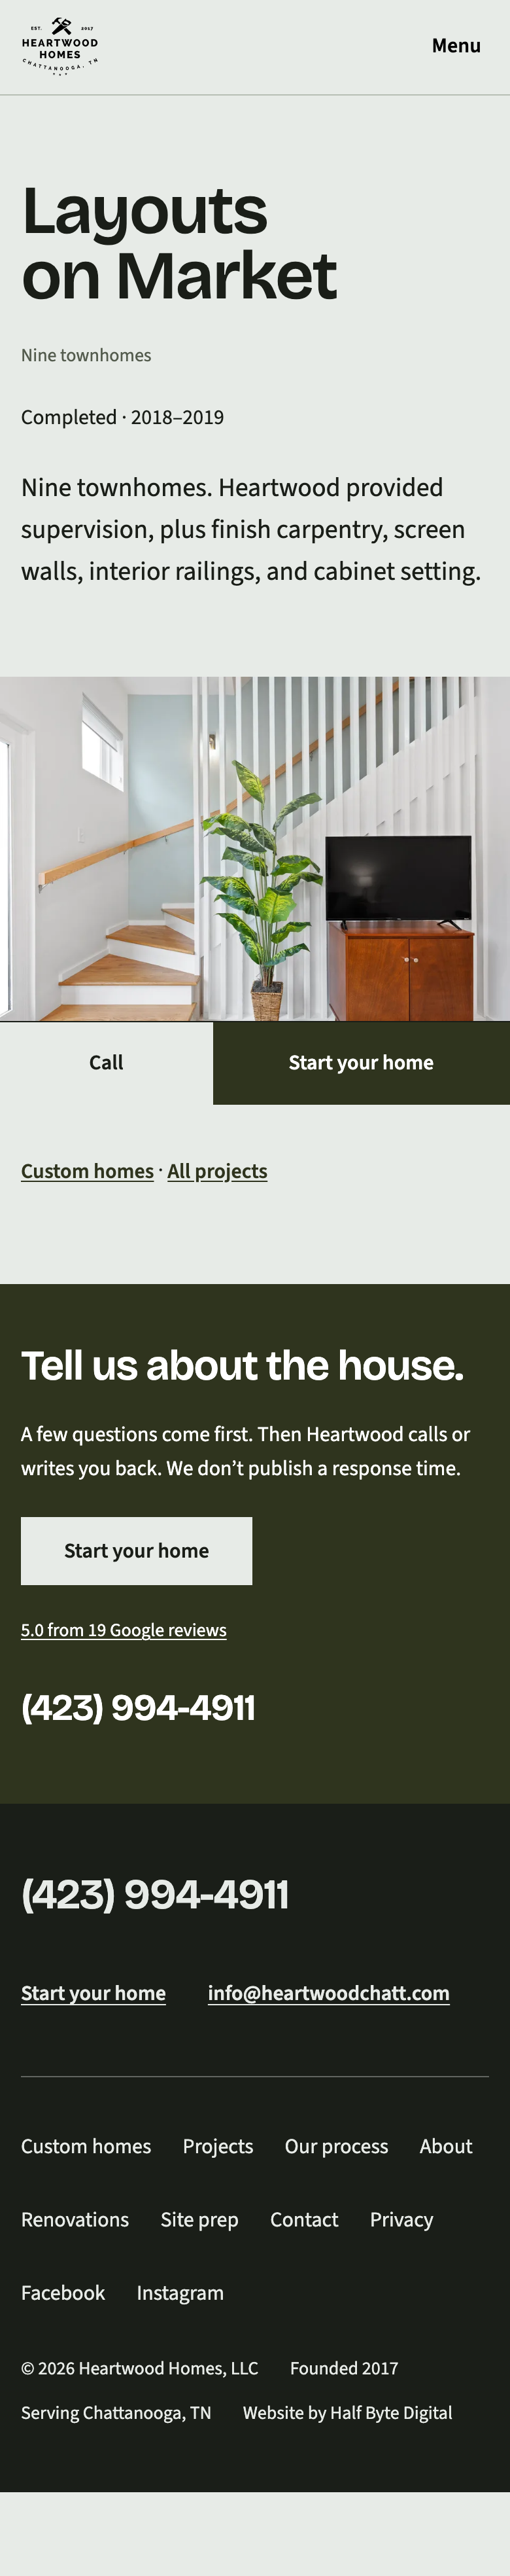 EST. 2017
HEARTWOOD
HOMES
CHATTANOOGA, TN
Menu
Layouts
on Market
Nine townhomes
Completed · 2018–2019
Nine townhomes. Heartwood provided
supervision, plus finish carpentry, screen
walls, interior railings, and cabinet setting.
Call
Start your home
Custom homes · All projects
Tell us about the house.
A few questions come first. Then Heartwood calls or
writes you back. We don’t publish a response time.
Start your home
5.0 from 19 Google reviews
(423) 994-4911
(423) 994-4911
Start your home info@heartwoodchatt.com
Custom homes Projects Our process About
Renovations Site prep Contact Privacy
Facebook Instagram
© 2026 Heartwood Homes, LLC Founded 2017
Serving Chattanooga, TN Website by Half Byte Digital